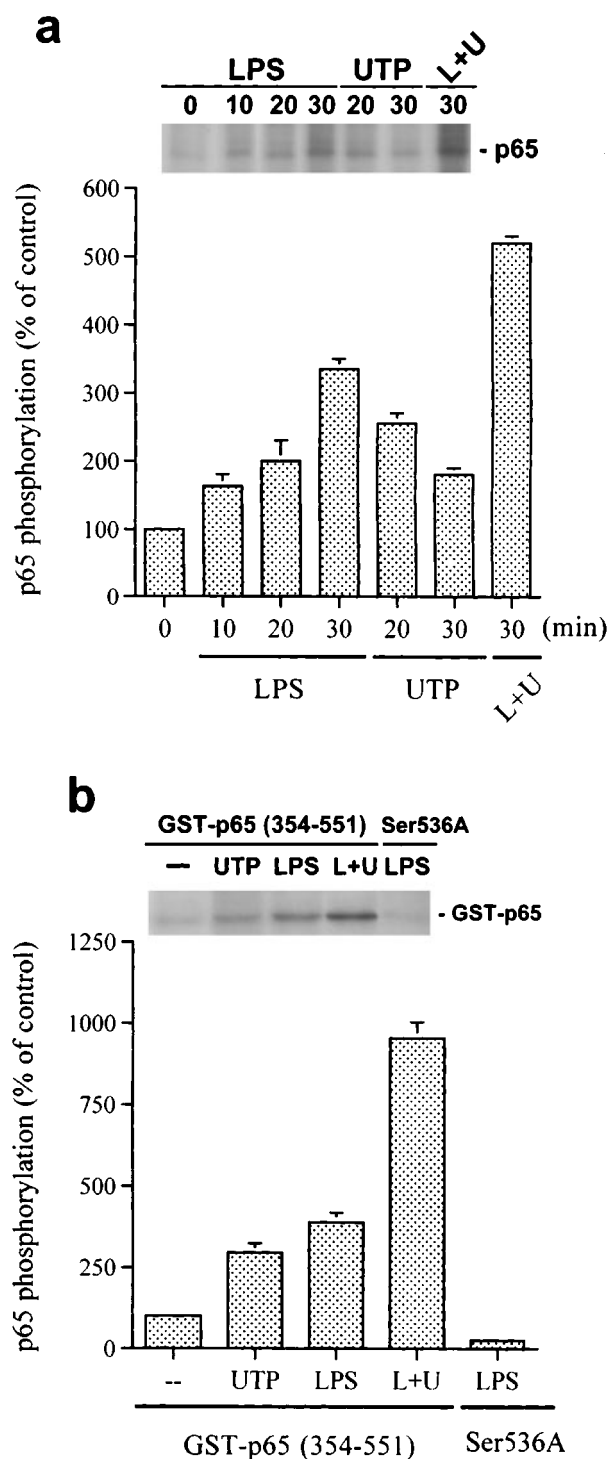 a
LPS UTP L+U
0 10 20 30 20 30 30
- p65
p65 phosphorylation (% of control)
600
500
400
300
200
100
0
0 10 20 30 20 30 30 (min)
LPS UTP L+U
b
GST-p65 (354-551) Ser536A
– UTP LPS L+U LPS
- GST-p65
p65 phosphorylation (% of control)
1250
1000
750
500
250
0
-- UTP LPS L+U LPS
GST-p65 (354-551) Ser536A